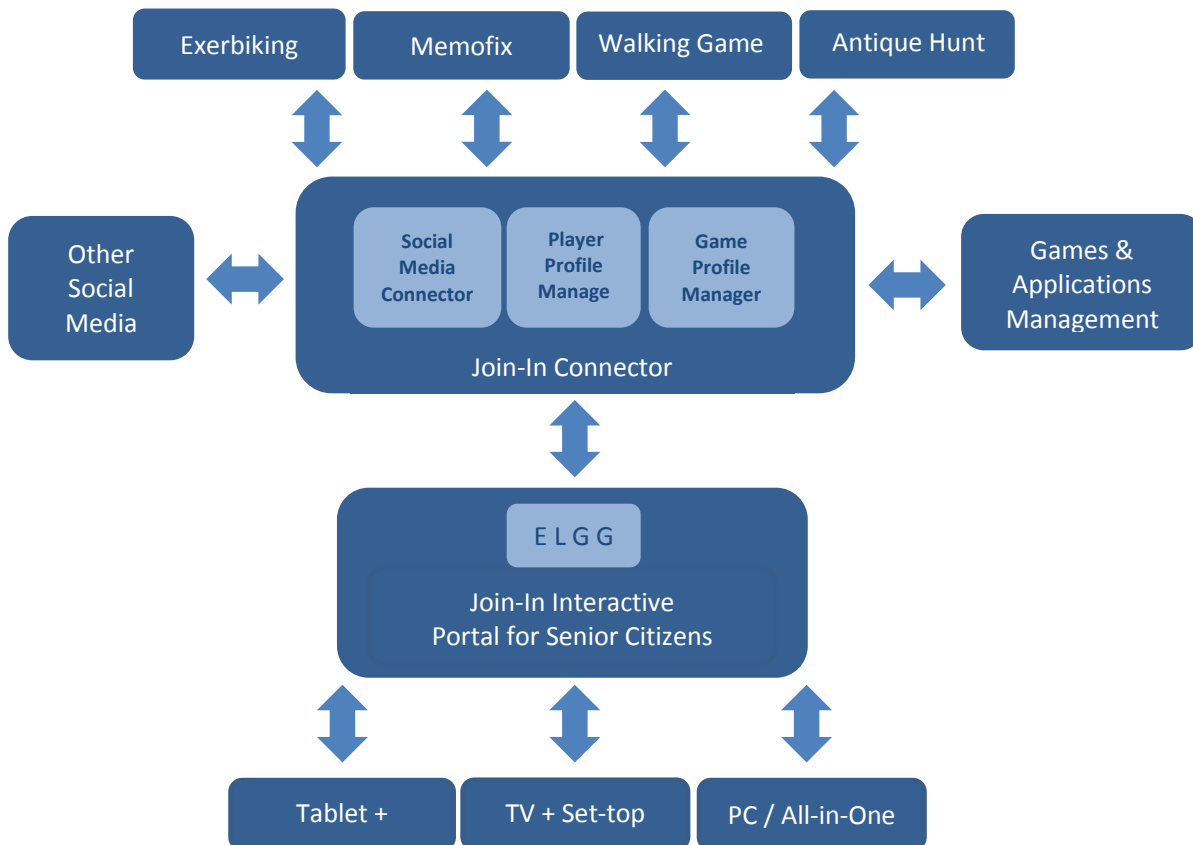 Exerbiking
Memofix
Walking Game
Antique Hunt
Other
Social
Media
Social
Media
Connector
Player
Profile
Manage
Game
Profile
Manager
Join-In Connector
Games &
Applications
Management
E L G G
Join-In Interactive
Portal for Senior Citizens
Tablet +
TV + Set-top
PC / All-in-One